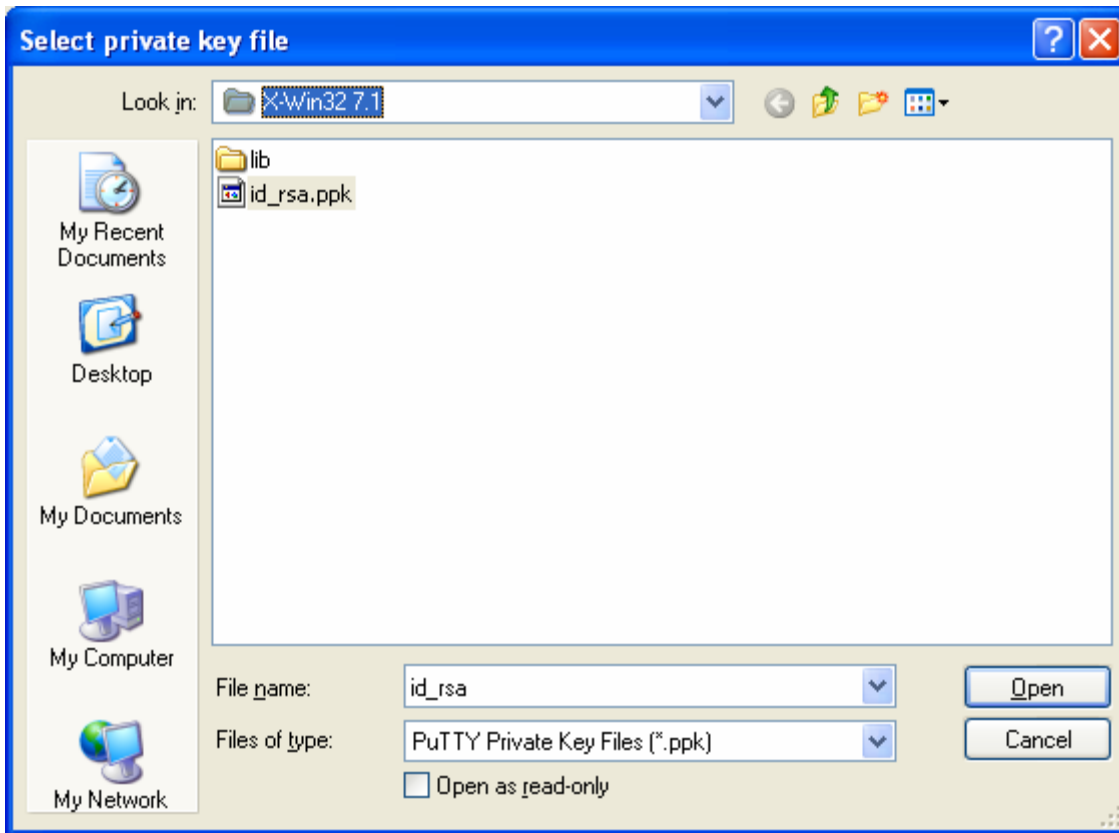 Select private key file
Look in:
X-Win32 7.1
lib
id_rsa.ppk
My Recent
Documents
Desktop
My Documents
My Computer
My Network
File name:
id_rsa
Open
Files of type:
PuTTY Private Key Files (*.ppk)
Cancel
Open as read-only